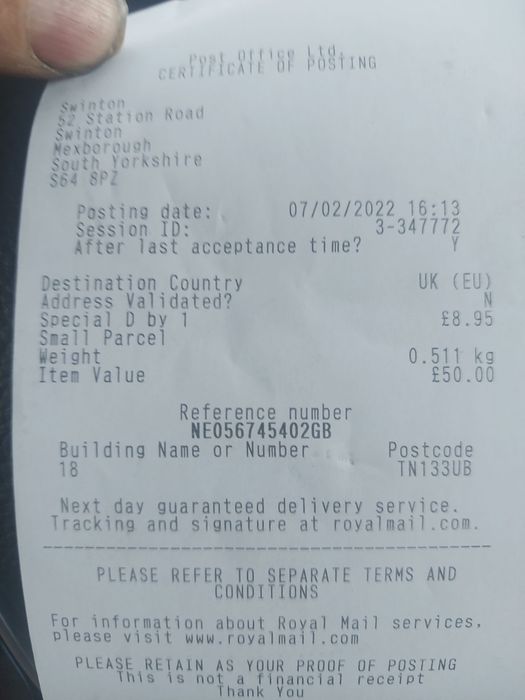 Post Office Ltd.
CERTIFICATE OF POSTING
Swinton
52 Station Road
Swinton
Mexborough
South Yorkshire
S64 8PZ
Posting date: 07/02/2022 16:13
Session ID: 3-347772
After last acceptance time? Y
Destination Country UK (EU)
Address Validated? N
Special D by 1 £8.95
Small Parcel
Weight 0.511 kg
Item Value £50.00
Reference number
NE056745402GB
Building Name or Number Postcode
18 TN133UB
Next day guaranteed delivery service.
Tracking and signature at royalmail.com.
PLEASE REFER TO SEPARATE TERMS AND
CONDITIONS
For information about Royal Mail services,
please visit www.royalmail.com
PLEASE RETAIN AS YOUR PROOF OF POSTING
This is not a financial receipt
Thank You